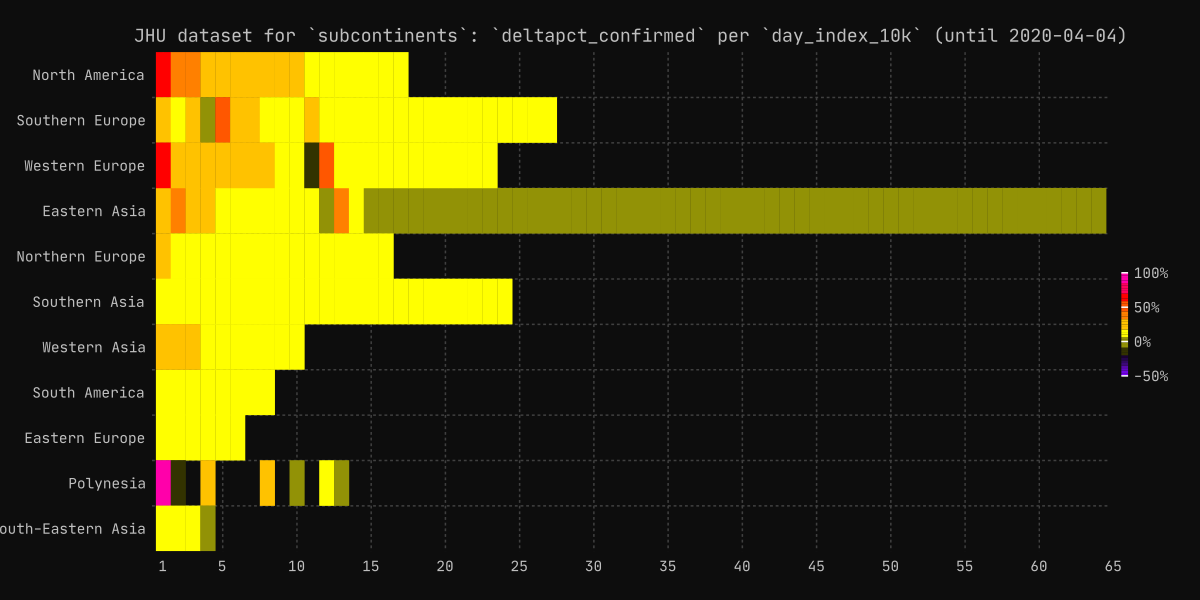 JHU dataset for `subcontinents`: `deltapct_confirmed` per `day_index_10k` (until 2020-04-04)
North America
Southern Europe
Western Europe
Eastern Asia
Northern Europe
Southern Asia
Western Asia
South America
Eastern Europe
Polynesia
outh-Eastern Asia
100%
50%
0%
-50%
1 5 10 15 20 25 30 35 40 45 50 55 60 65